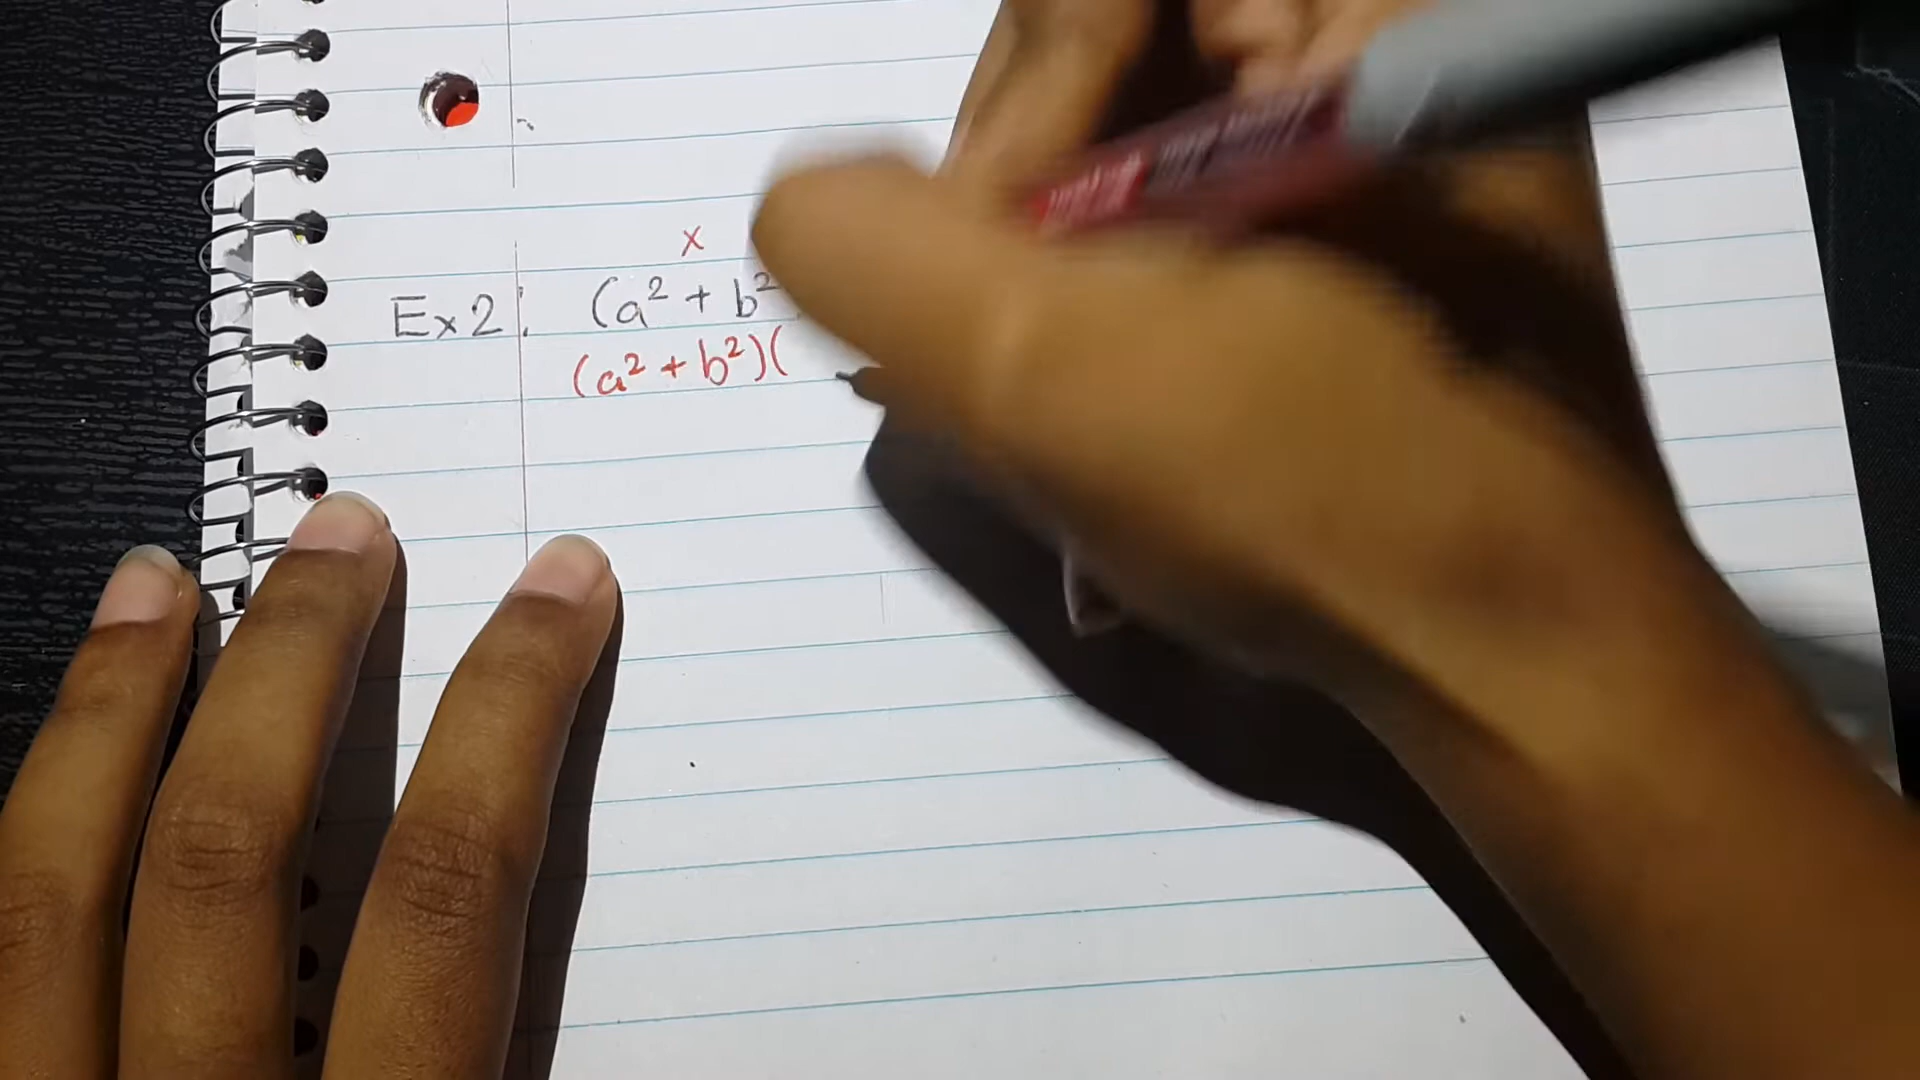 x
Ex2: (a² + b²
(a² + b²)(